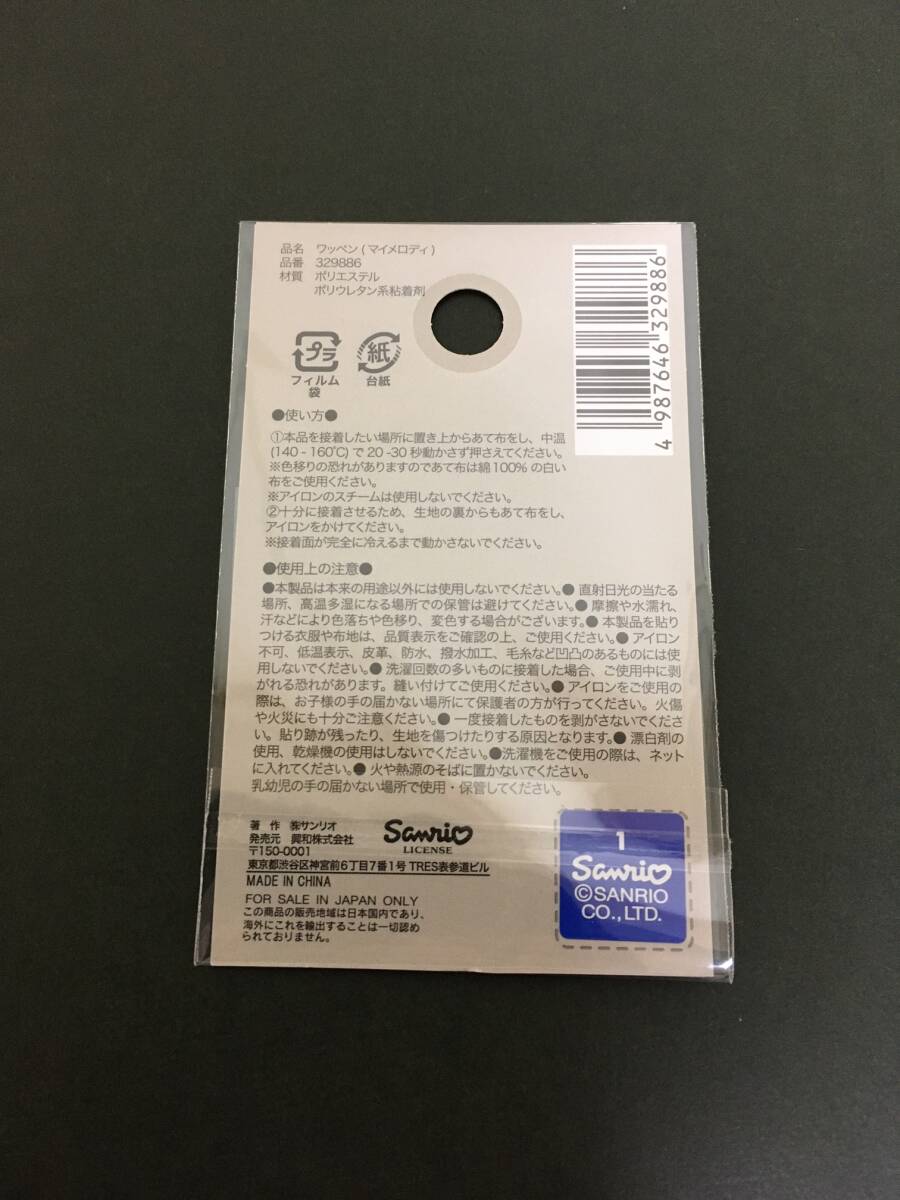 品名 ワッペン(マイメロディ)
品番 329886
材質 ポリエステル
ポリウレタン系粘着剤
4 987646 329886
プラ
フィルム
袋
紙
台紙
●使い方●
①本品を接着したい場所に置き上からあて布をし、中温
(140 - 160℃)で20 -30 秒動かさず押さえてください。
※色移りの恐れがありますのであて布は綿100% の白い
布をご使用ください。
※アイロンのスチームは使用しないでください。
②十分に接着させるため、生地の裏からもあて布をし、
アイロンをかけてください。
※接着面が完全に冷えるまで動かさないでください。
●使用上の注意●
●本製品は本来の用途以外には使用しないでください。● 直射日光の当たる
場所、高温多湿になる場所での保管は避けてください。● 摩擦や水濡れ、
汗などにより色落ちや色移り、変色する場合がございます。● 本製品を貼り
つける衣服や布地は、品質表示をご確認の上、ご使用ください。● アイロン
不可、低温表示、皮革、防水、撥水加工、毛糸など凹凸のあるものには使
用しないでください。● 洗濯回数の多いものに接着した場合、ご使用中に剥
がれる恐れがあります。縫い付けてご使用ください。● アイロンをご使用の
際は、お子様の手の届かない場所にて保護者の方が行ってください。火傷
や火災にも十分ご注意ください。● 一度接着したものを剥がさないでくださ
い。貼り跡が残ったり、生地を傷つけたりする原因となります。● 漂白剤の
使用、乾燥機の使用はしないでください。●洗濯機をご使用の際は、ネット
に入れてください。● 火や熱源のそばに置かないでください。
乳幼児の手の届かない場所で使用・保管してください。
著 作 ㈱サンリオ
発売元 興和株式会社
〒150-0001
東京都渋谷区神宮前6丁目7番1号 TRES表参道ビル
MADE IN CHINA
Sanrio
LICENSE
FOR SALE IN JAPAN ONLY
この商品の販売地域は日本国内であり、
海外にこれを輸出することは一切認め
られておりません。
1
Sanrio
©SANRIO
CO.,LTD.